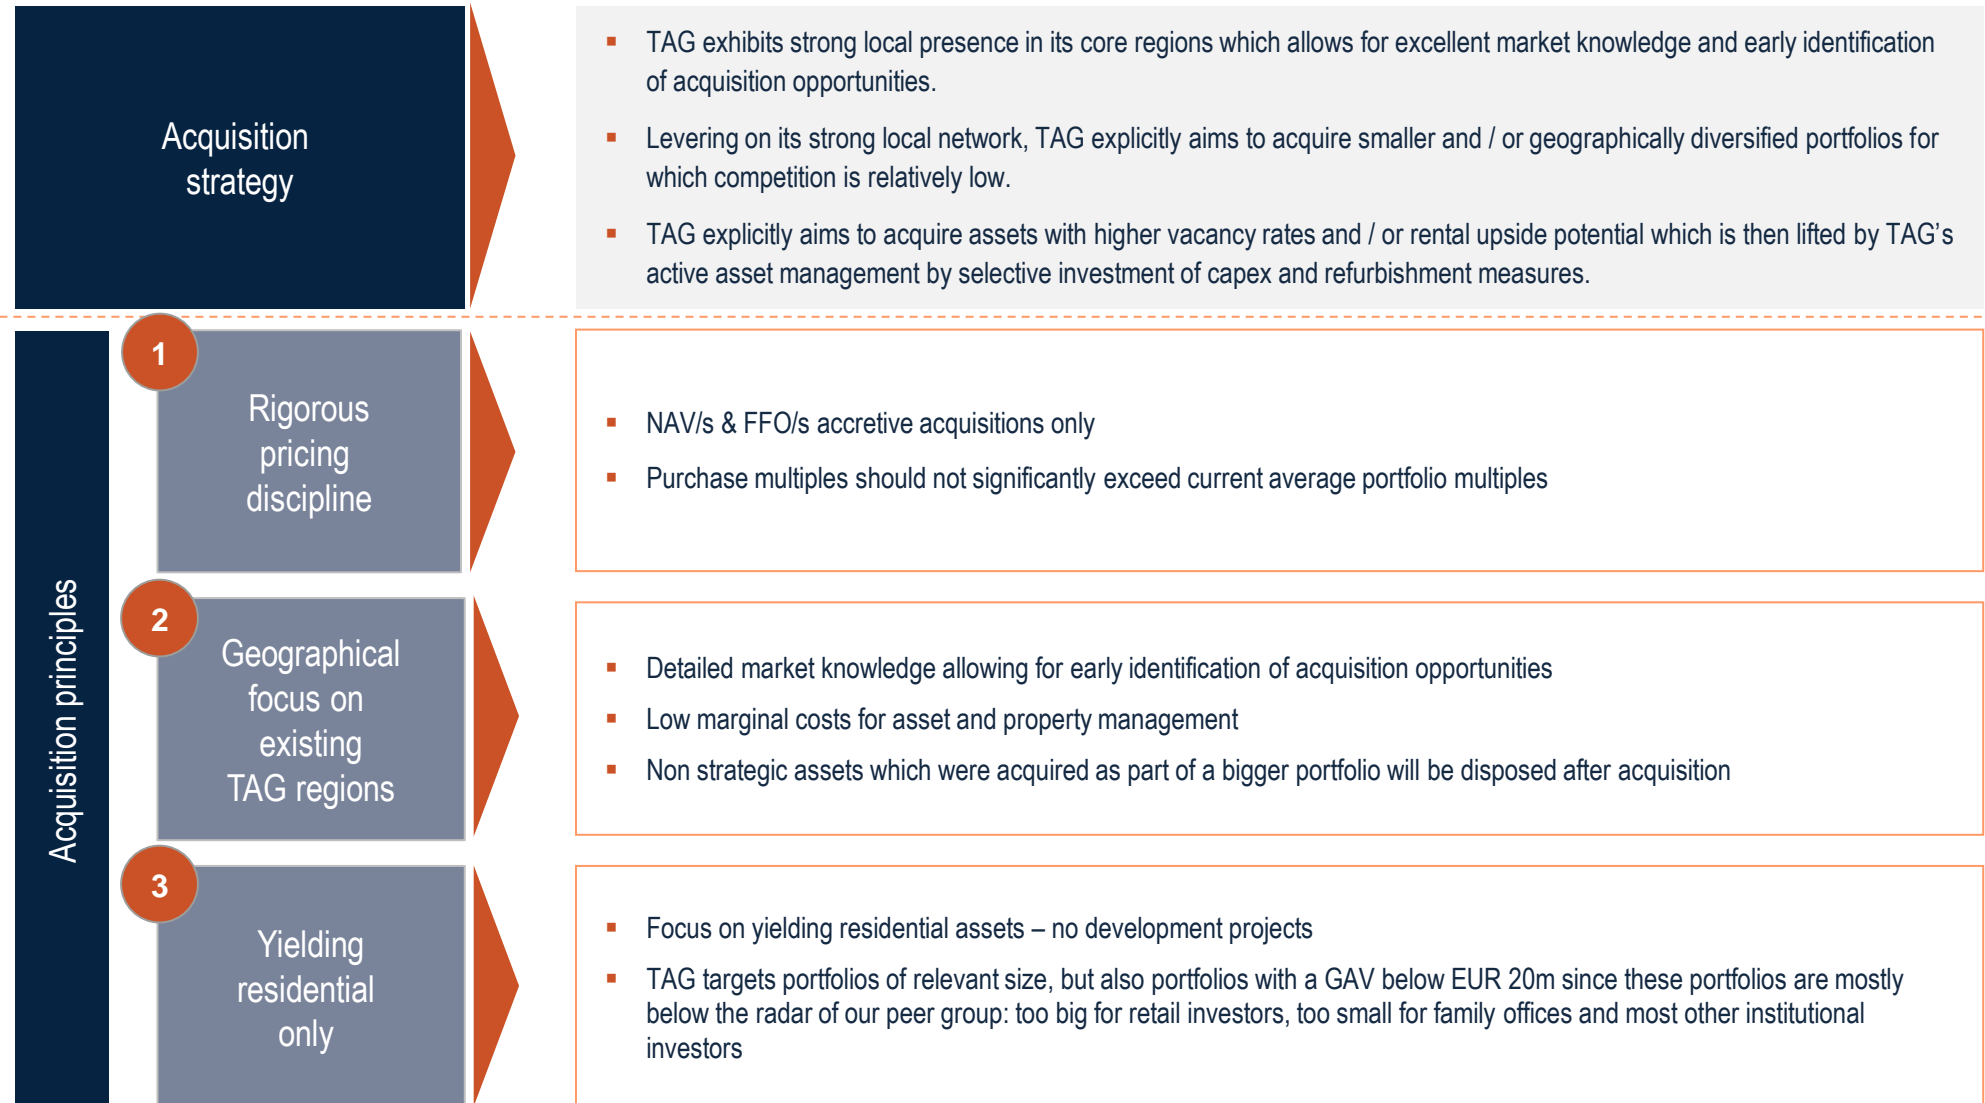 Acquisition
strategy
▪ TAG exhibits strong local presence in its core regions which allows for excellent market knowledge and early identification
of acquisition opportunities.
▪ Levering on its strong local network, TAG explicitly aims to acquire smaller and / or geographically diversified portfolios for
which competition is relatively low.
▪ TAG explicitly aims to acquire assets with higher vacancy rates and / or rental upside potential which is then lifted by TAG’s
active asset management by selective investment of capex and refurbishment measures.
Acquisition principles
1
Rigorous
pricing
discipline
▪ NAV/s & FFO/s accretive acquisitions only
▪ Purchase multiples should not significantly exceed current average portfolio multiples
2
Geographical
focus on
existing
TAG regions
▪ Detailed market knowledge allowing for early identification of acquisition opportunities
▪ Low marginal costs for asset and property management
▪ Non strategic assets which were acquired as part of a bigger portfolio will be disposed after acquisition
3
Yielding
residential
only
▪ Focus on yielding residential assets – no development projects
▪ TAG targets portfolios of relevant size, but also portfolios with a GAV below EUR 20m since these portfolios are mostly
below the radar of our peer group: too big for retail investors, too small for family offices and most other institutional
investors